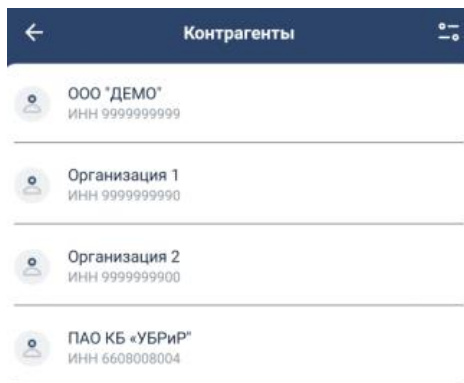 Контрагенты
ООО "ДЕМО"
ИНН 9999999999
Организация 1
ИНН 9999999990
Организация 2
ИНН 9999999900
ПАО КБ «УБРиР"
ИНН 6608008004